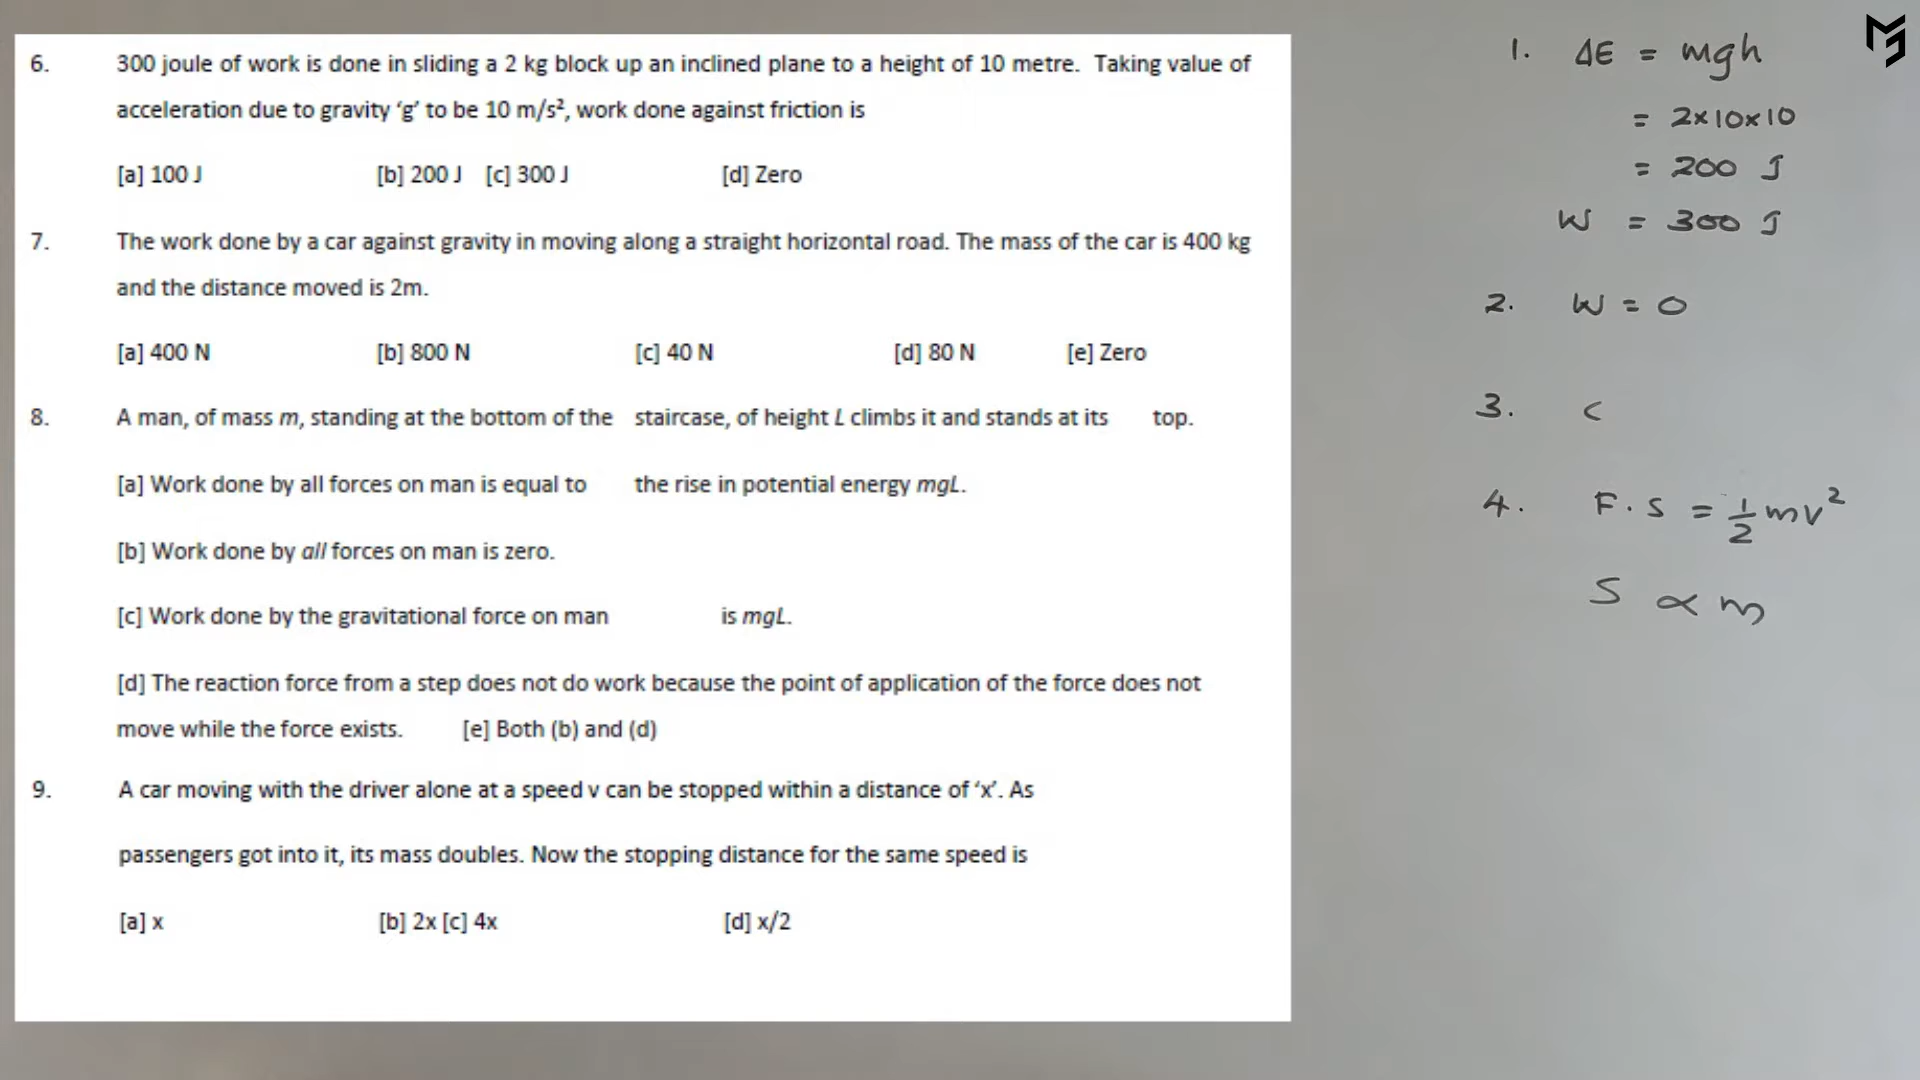 6. 300 joule of work is done in sliding a 2 kg block up an inclined plane to a height of 10 metre. Taking value of
acceleration due to gravity ‘g’ to be 10 m/s², work done against friction is
[a] 100 J [b] 200 J [c] 300 J [d] Zero
7. The work done by a car against gravity in moving along a straight horizontal road. The mass of the car is 400 kg
and the distance moved is 2m.
[a] 400 N [b] 800 N [c] 40 N [d] 80 N [e] Zero
8. A man, of mass m, standing at the bottom of the staircase, of height L climbs it and stands at its top.
[a] Work done by all forces on man is equal to the rise in potential energy mgL.
[b] Work done by all forces on man is zero.
[c] Work done by the gravitational force on man is mgL.
[d] The reaction force from a step does not do work because the point of application of the force does not
move while the force exists. [e] Both (b) and (d)
9. A car moving with the driver alone at a speed v can be stopped within a distance of ‘x’. As
passengers got into it, its mass doubles. Now the stopping distance for the same speed is
[a] x [b] 2x [c] 4x [d] x/2
1. ΔE = mgh
= 2×10×10
= 200 J
W = 300 J
2. W = 0
3. c
4. F.S = 1/2 mv²
S ∝ m